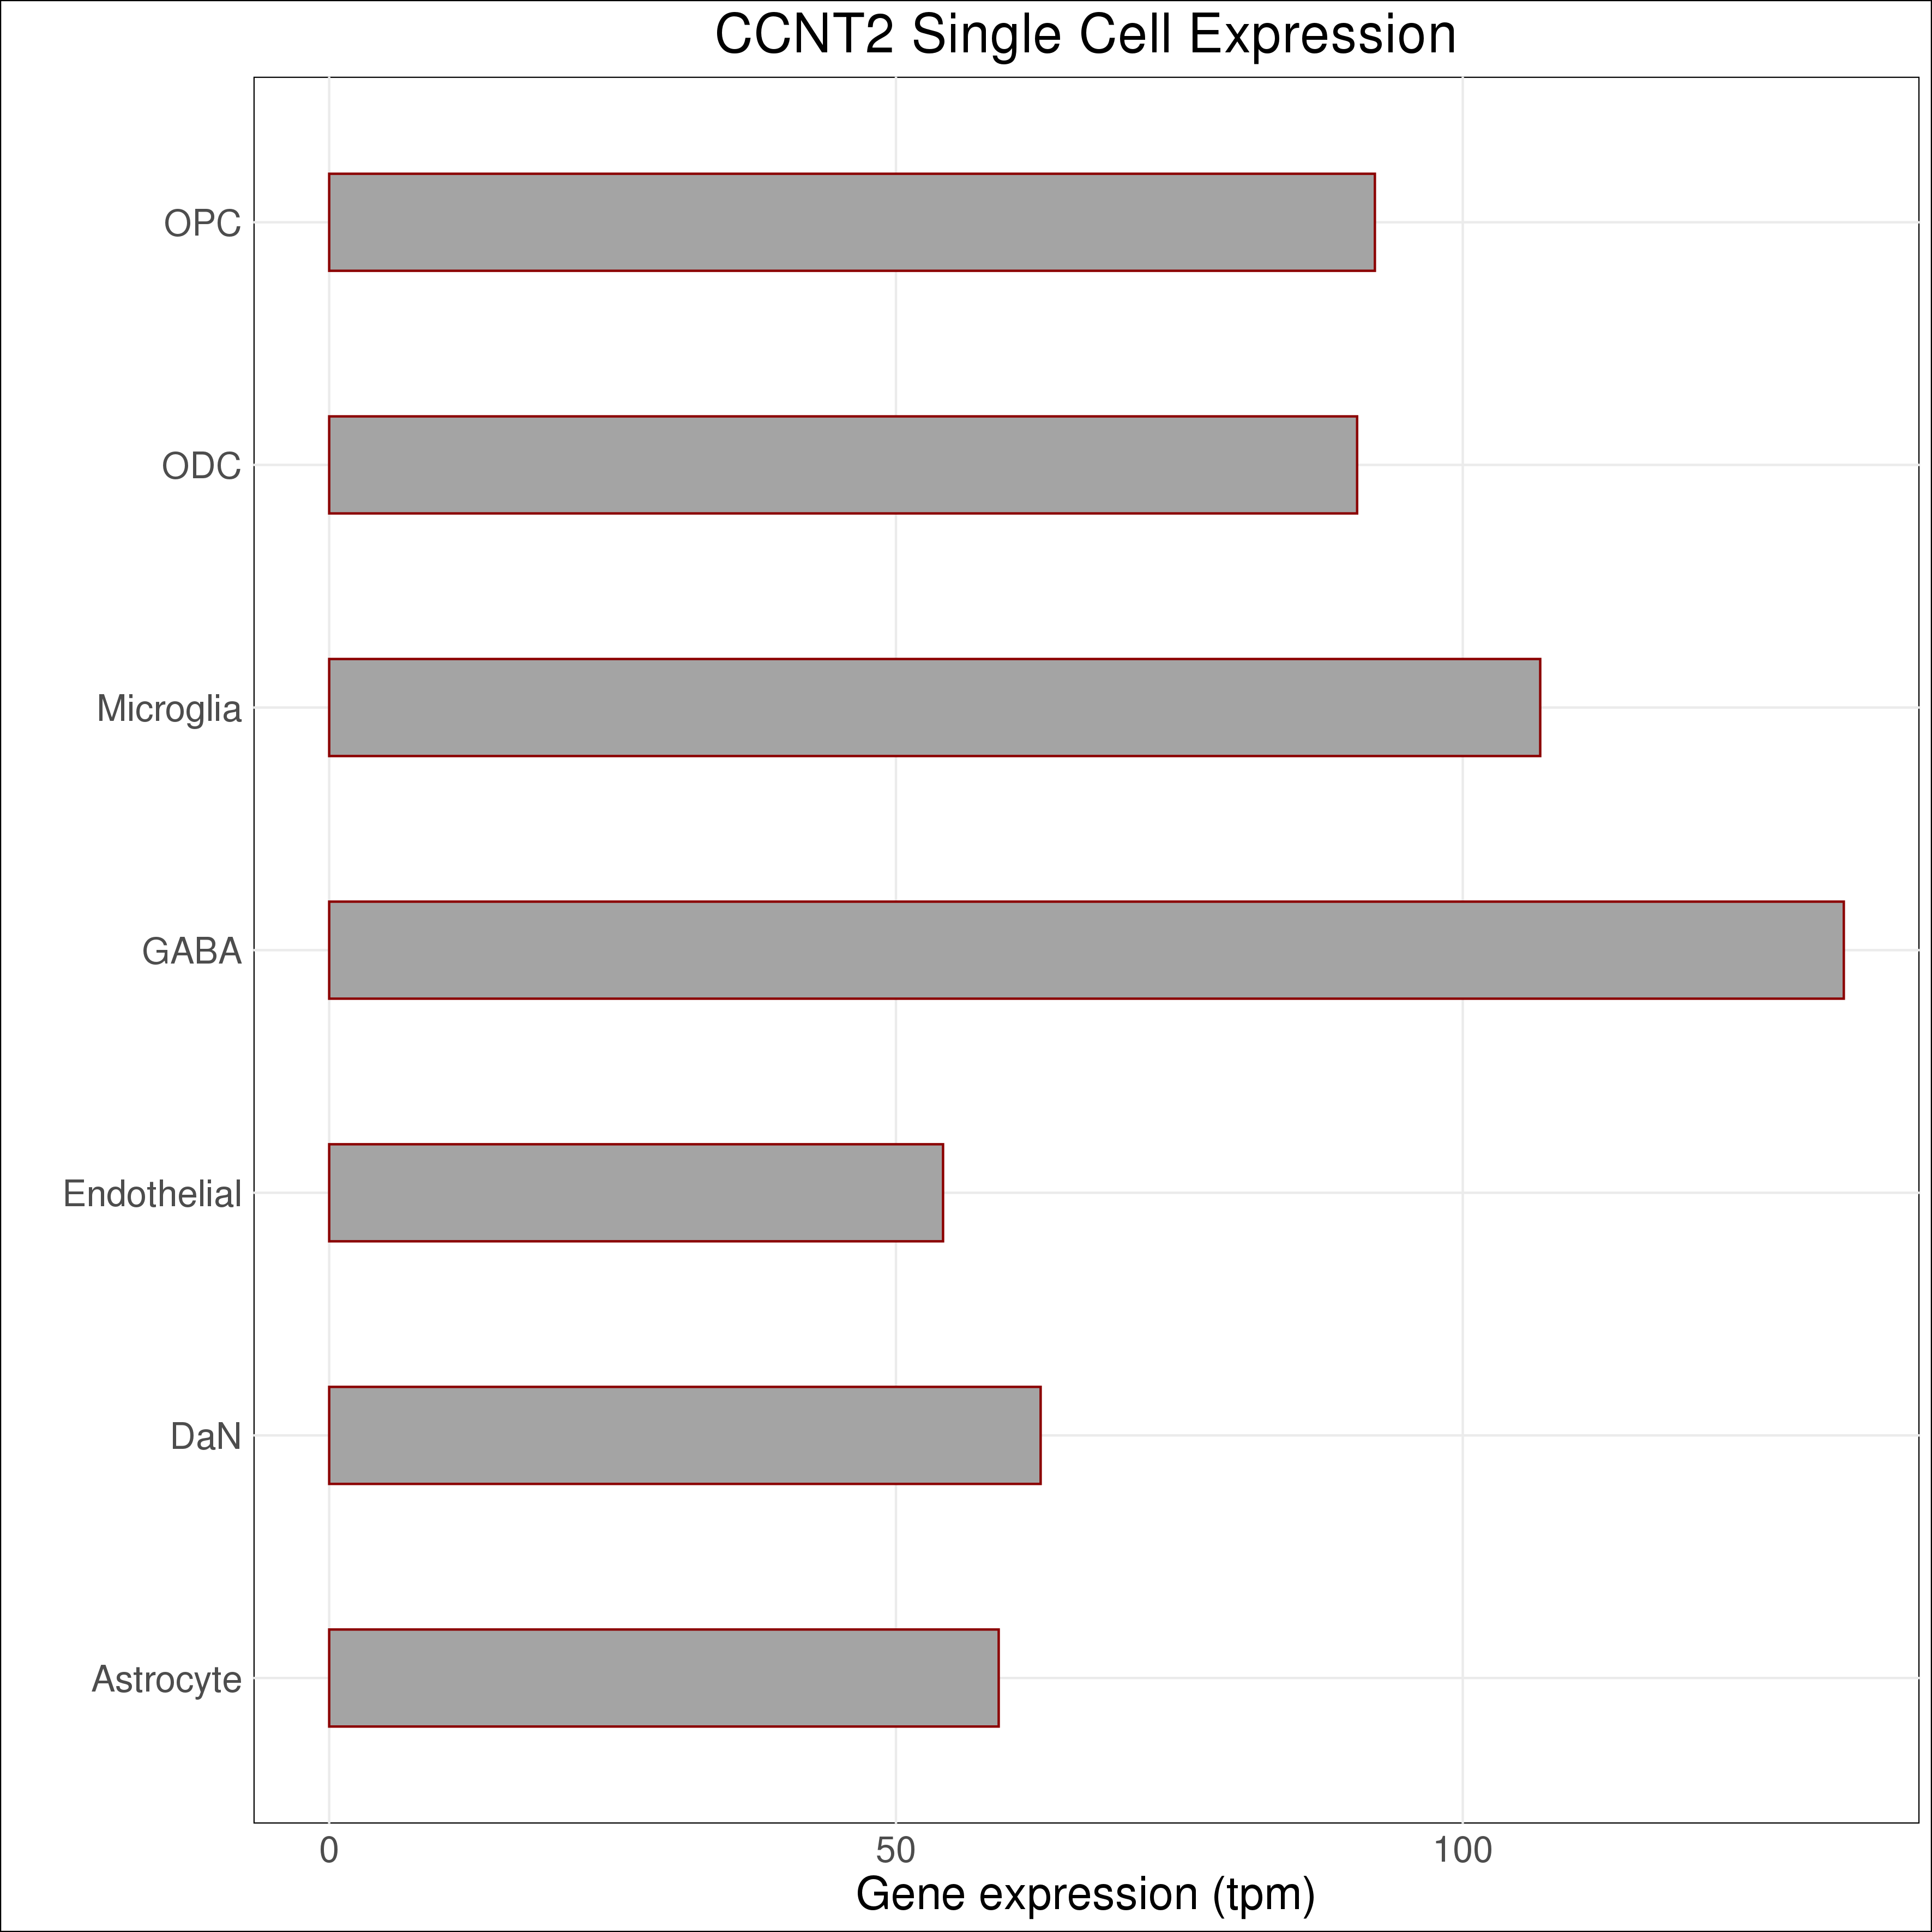 CCNT2 Single Cell Expression
OPC
ODC
Microglia
GABA
Endothelial
DaN
Astrocyte
0 50 100
Gene expression (tpm)